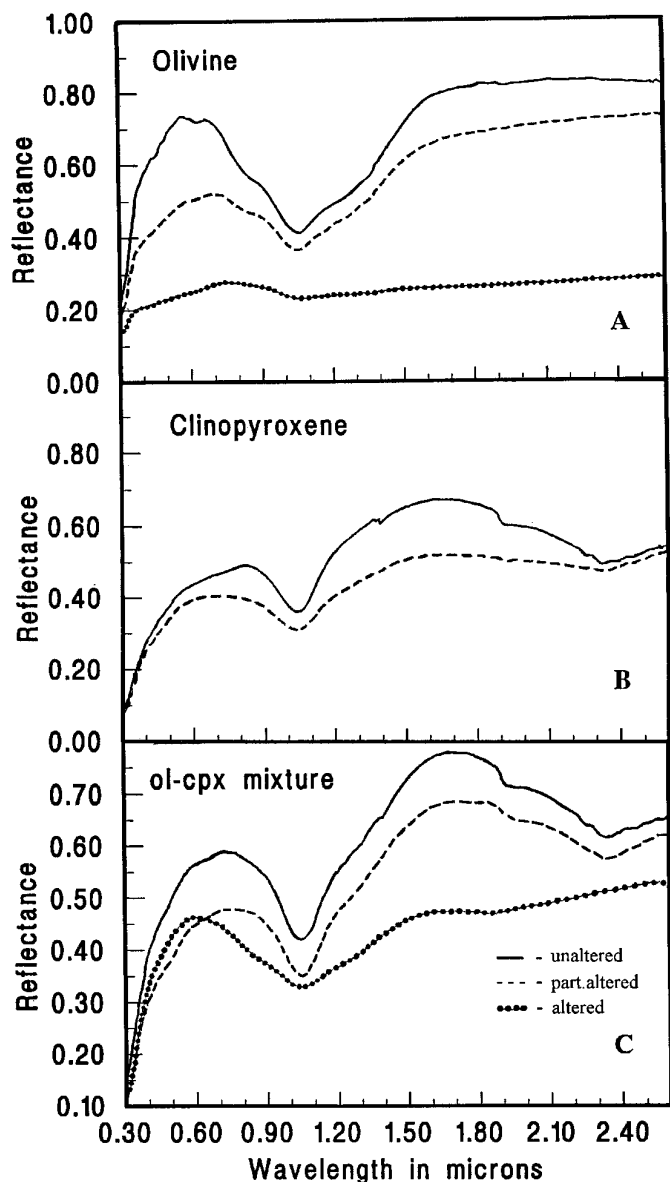 1.00
Olivine
0.80
0.60
0.40
0.20
0.00
Reflectance
A
Clinopyroxene
0.80
0.60
0.40
0.20
0.00
Reflectance
B
ol-cpx mixture
0.70
0.60
0.50
0.40
0.30
0.20
0.10
Reflectance
- unaltered
- part.altered
- altered
C
0.30 0.60 0.90 1.20 1.50 1.80 2.10 2.40
Wavelength in microns